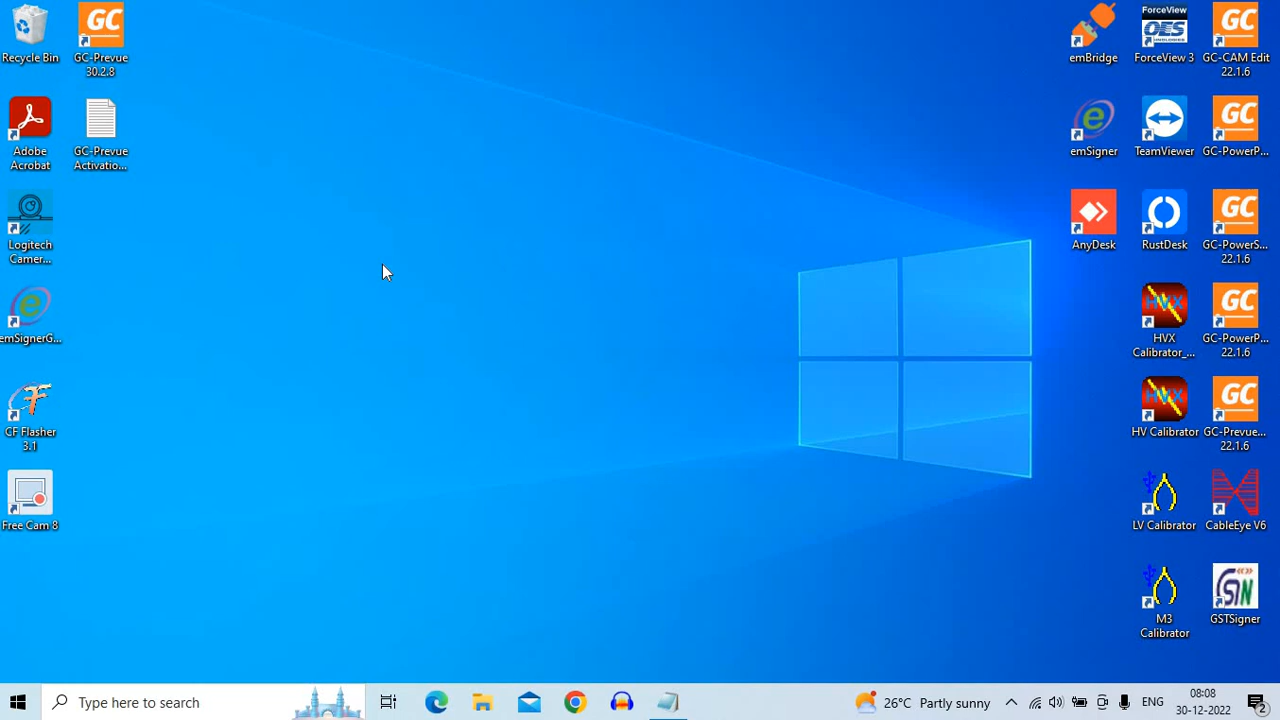 Recycle Bin
GC
GC-Prevue
30.2.8
Adobe
Acrobat
GC-Prevue
Activatio...
Logitech
Camer...
emSignerG...
CF Flasher
3.1
Free Cam 8
emBridge
ForceView
OES
ForceView 3
GC
GC-CAM Edit
22.1.6
emSigner
TeamViewer
GC
GC-PowerP...
AnyDesk
RustDesk
GC
GC-PowerS...
22.1.6
HVX
HVX
Calibrator_...
GC
GC-PowerP...
22.1.6
HVX
HV Calibrator
GC
GC-Prevue...
22.1.6
LV Calibrator
CableEye V6
M3
Calibrator
GSTSigner
Type here to search
26°C Partly sunny
ENG
08:08
30-12-2022
2